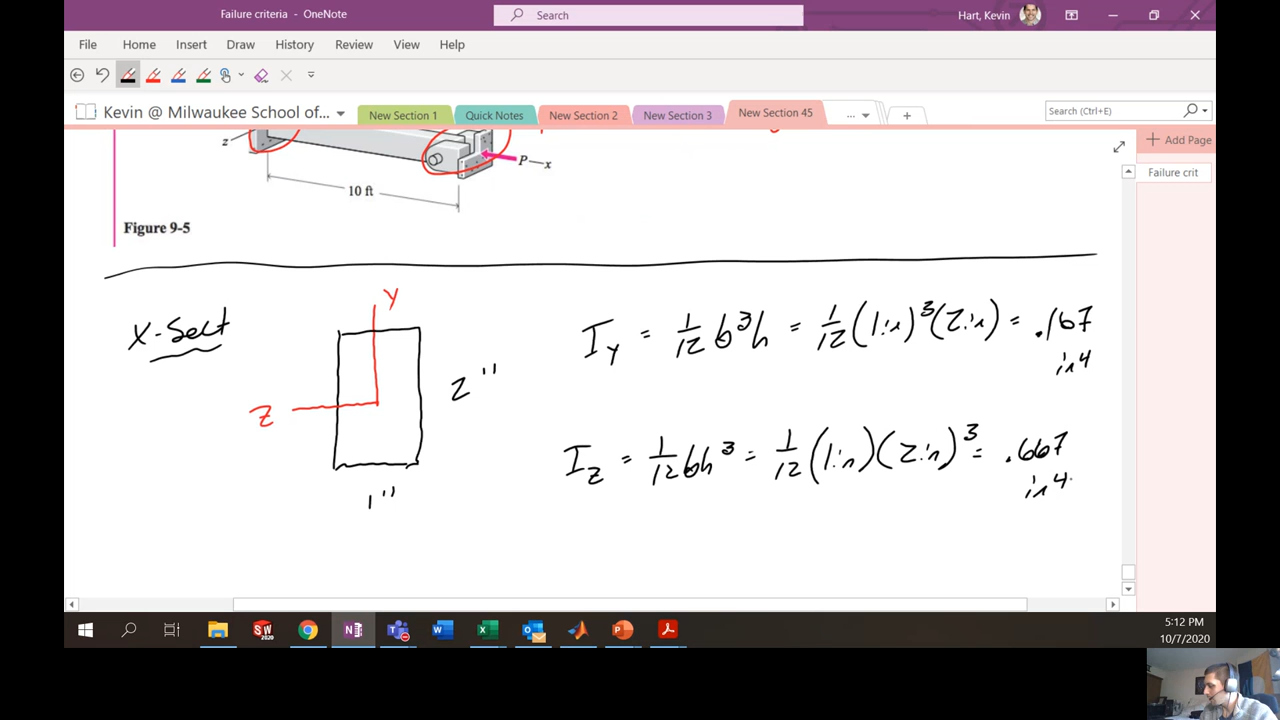 Failure criteria - OneNote
Search
Hart, Kevin
File Home Insert Draw History Review View Help
Kevin @ Milwaukee School of...
New Section 1
Quick Notes
New Section 2
New Section 3
New Section 45
...
Search (Ctrl+E)
Add Page
Failure crit
z
P
x
10 ft
Figure 9-5
X-Sect
Y
Z
2"
1"
I_Y = 1/12 b³h = 1/12 (1in)³(2in) = .167 in4
I_Z = 1/12 bh³ = 1/12 (1in)(2in)³ = .667 in4
5:12 PM
10/7/2020